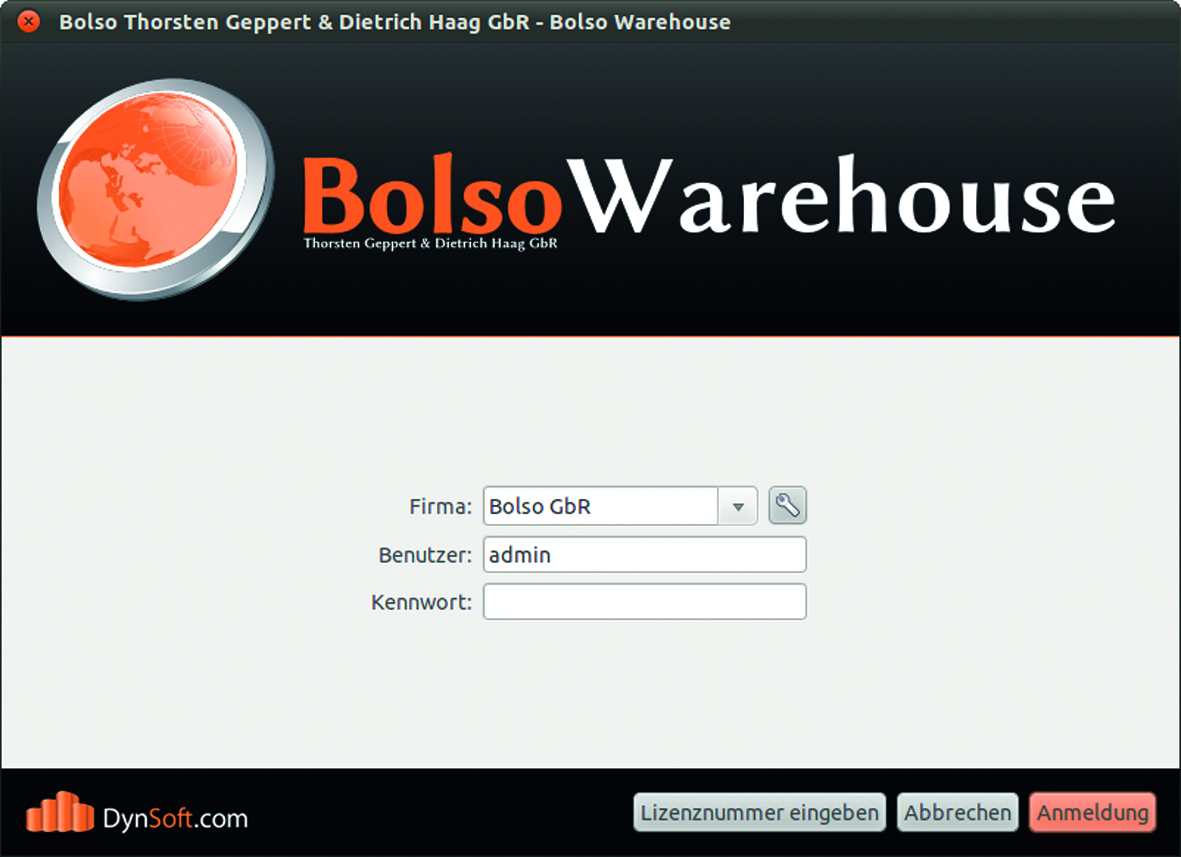 Bolso Thorsten Geppert & Dietrich Haag GbR - Bolso Warehouse
BolsoWarehouse
Thorsten Geppert & Dietrich Haag GbR
Firma: Bolso GbR
Benutzer: admin
Kennwort:
DynSoft.com
Lizenznummer eingeben Abbrechen Anmeldung